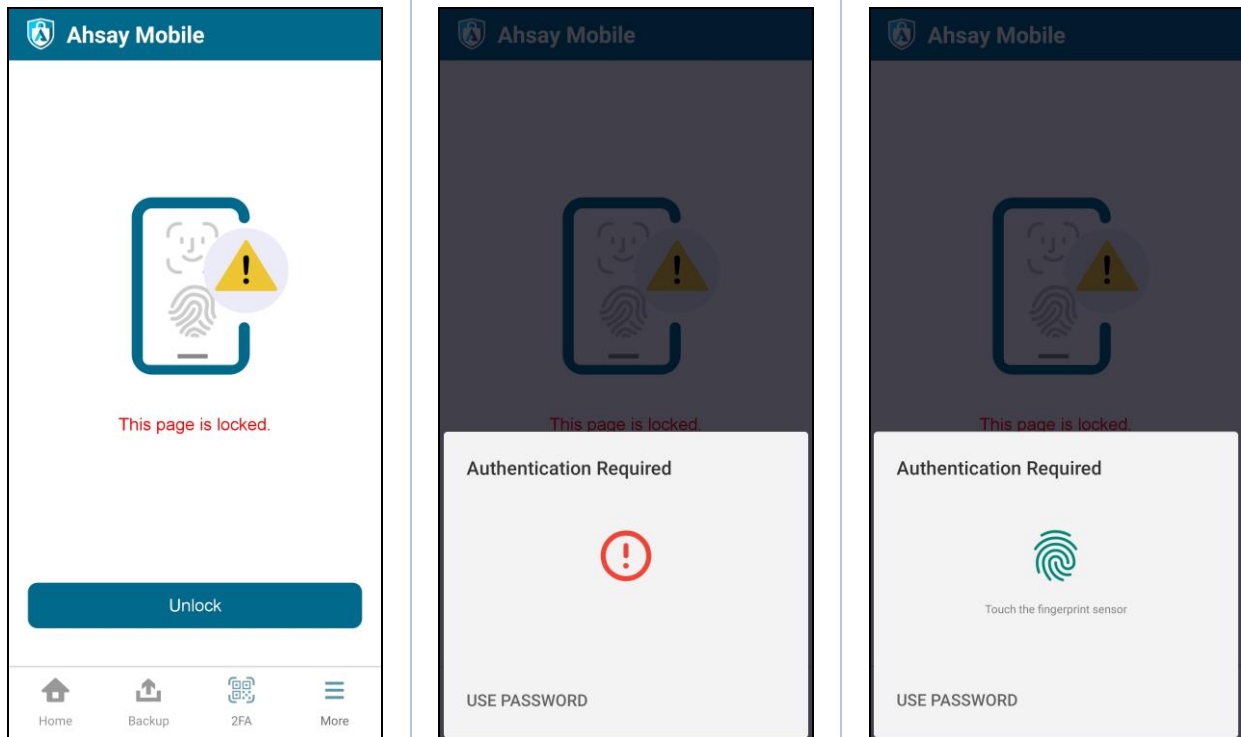 Ahsay Mobile
This page is locked.
Unlock
Home
Backup
2FA
More
Ahsay Mobile
This page is locked.
Authentication Required
USE PASSWORD
Ahsay Mobile
This page is locked.
Authentication Required
Touch the fingerprint sensor
USE PASSWORD